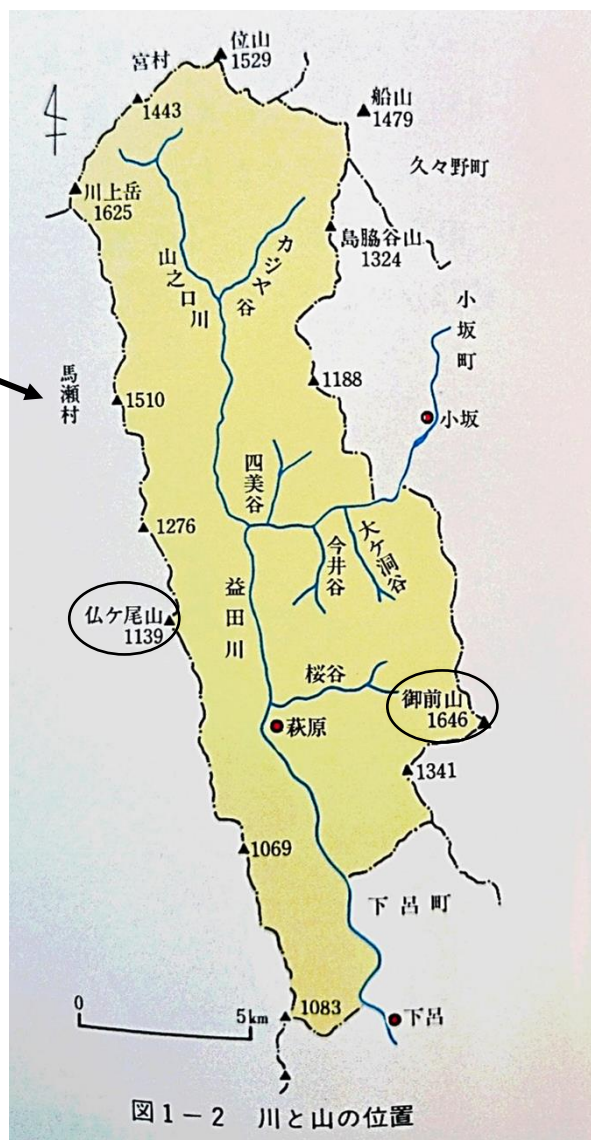 位山
1529
宮村
1443
船山
1479
久々野町
川上岳
1625
島脇谷山
1324
カジヤ谷
山之口川
小坂町
馬瀬村
1510
1188
小坂
四美谷
大ケ洞谷
今井谷
1276
益田川
仏ケ尾山
1139
桜谷
御前山
1646
萩原
1341
1069
下呂町
0
5km
1083
下呂
図1-2 川と山の位置